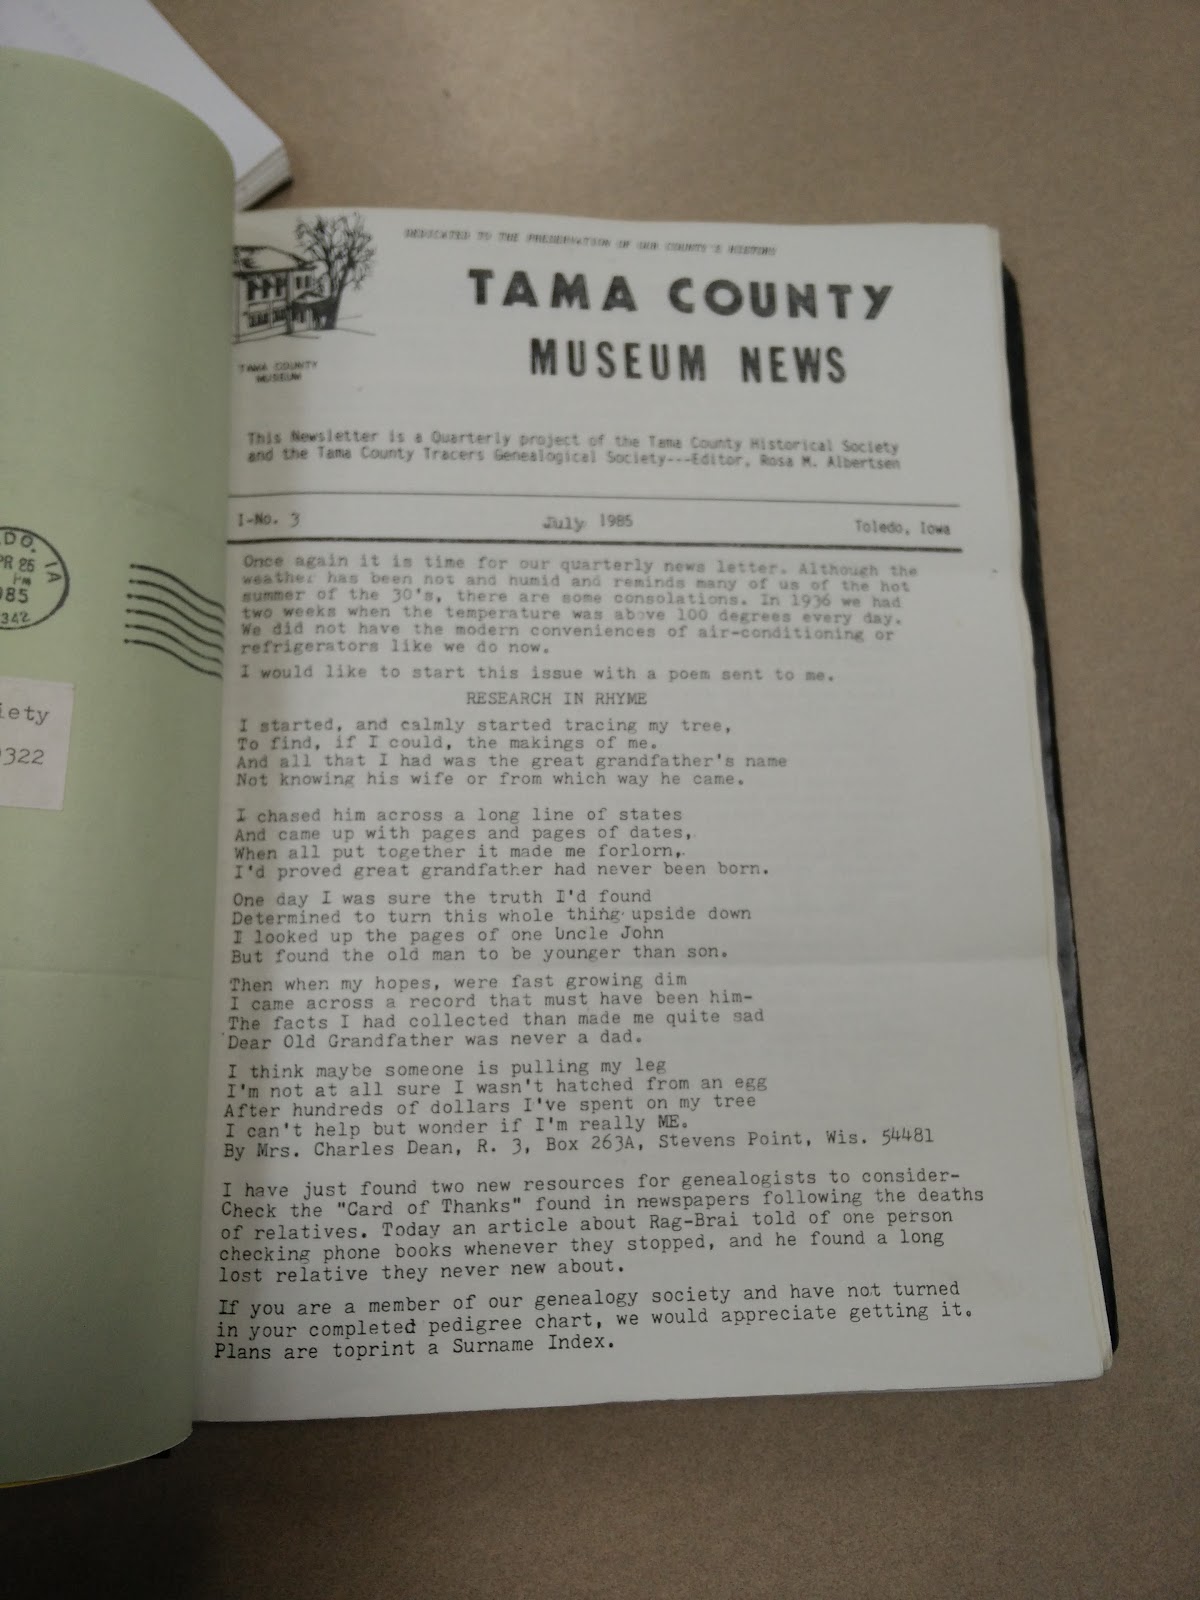 DO. IA
PR 25
PM
985
342
iety
322
DEDICATED TO THE PRESERVATION OF OUR COUNTY'S HISTORY
TAMA COUNTY
MUSEUM NEWS
TAMA COUNTY
MUSEUM
This Newsletter is a Quarterly project of the Tama County Historical Society
and the Tama County Tracers Genealogical Society---Editor, Rosa M. Albertsen
I-No. 3 July 1985 Toledo, Iowa
Once again it is time for our quarterly news letter. Although the
weather has been not and humid and reminds many of us of the hot
summer of the 30's, there are some consolations. In 1936 we had
two weeks when the temperature was above 100 degrees every day.
We did not have the modern conveniences of air-conditioning or
refrigerators like we do now.
I would like to start this issue with a poem sent to me.
RESEARCH IN RHYME
I started, and calmly started tracing my tree,
To find, if I could, the makings of me.
And all that I had was the great grandfather's name
Not knowing his wife or from which way he came.
I chased him across a long line of states
And came up with pages and pages of dates,
When all put together it made me forlorn,
I'd proved great grandfather had never been born.
One day I was sure the truth I'd found
Determined to turn this whole thing upside down
I looked up the pages of one Uncle John
But found the old man to be younger than son.
Then when my hopes, were fast growing dim
I came across a record that must have been him-
The facts I had collected than made me quite sad
Dear Old Grandfather was never a dad.
I think maybe someone is pulling my leg
I'm not at all sure I wasn't hatched from an egg
After hundreds of dollars I've spent on my tree
I can't help but wonder if I'm really ME.
By Mrs. Charles Dean, R. 3, Box 263A, Stevens Point, Wis. 54481
I have just found two new resources for genealogists to consider-
Check the "Card of Thanks" found in newspapers following the deaths
of relatives. Today an article about Rag-Brai told of one person
checking phone books whenever they stopped, and he found a long
lost relative they never new about.
If you are a member of our genealogy society and have not turned
in your completed pedigree chart, we would appreciate getting it.
Plans are toprint a Surname Index.